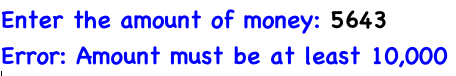 Enter the amount of money: 5643
Error: Amount must be at least 10,000